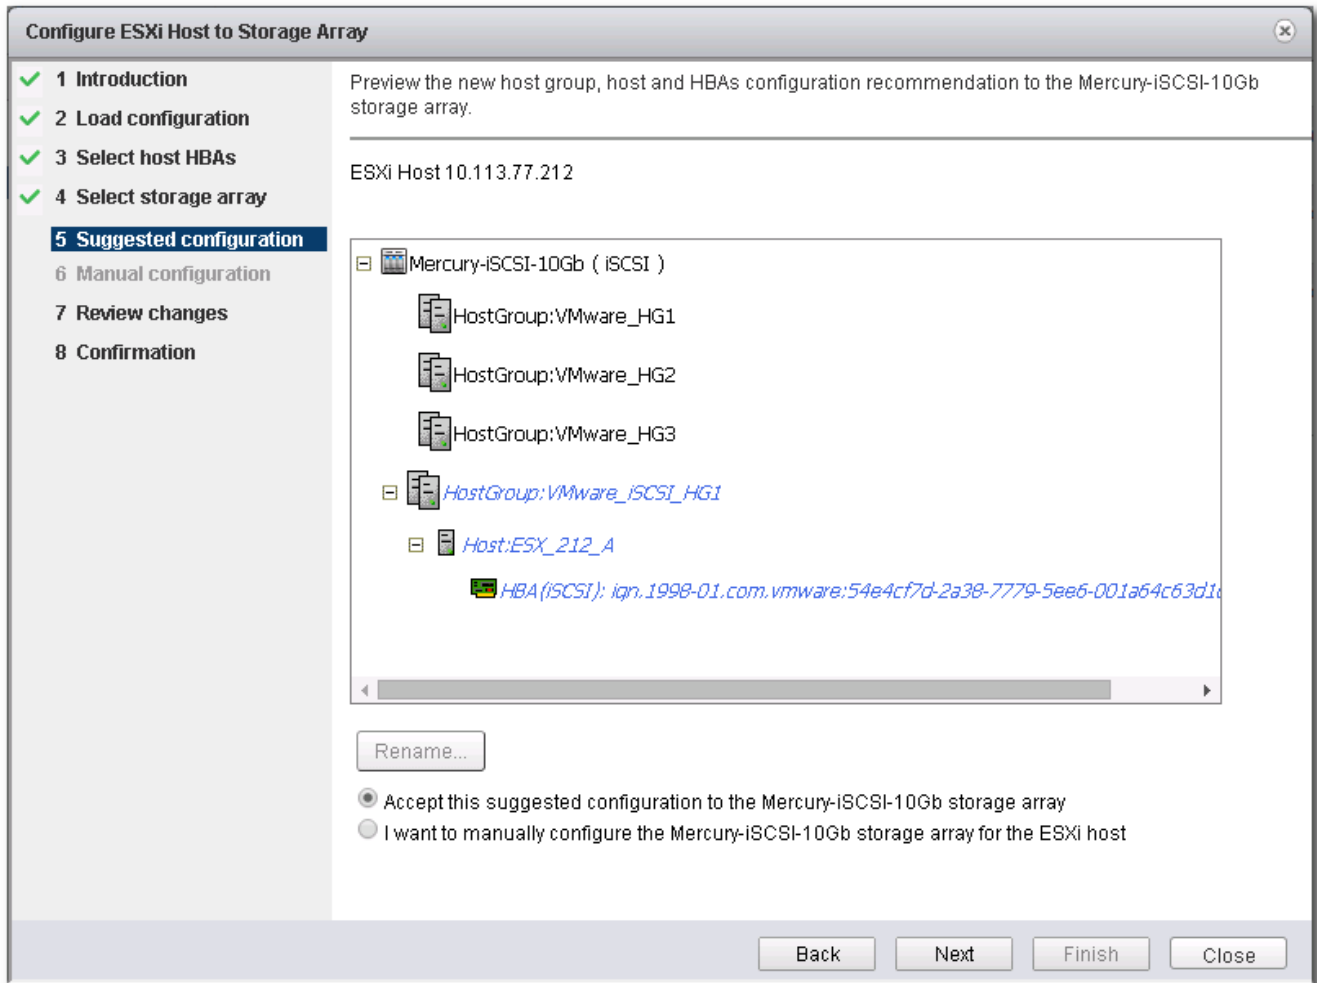 Configure ESXi Host to Storage Array
1 Introduction
2 Load configuration
3 Select host HBAs
4 Select storage array
5 Suggested configuration
6 Manual configuration
7 Review changes
8 Confirmation
Preview the new host group, host and HBAs configuration recommendation to the Mercury-iSCSI-10Gb
storage array.
ESXi Host 10.113.77.212
Mercury-iSCSI-10Gb ( iSCSI )
HostGroup:VMware_HG1
HostGroup:VMware_HG2
HostGroup:VMware_HG3
HostGroup:VMware_iSCSI_HG1
Host:ESX_212_A
HBA(iSCSI): iqn.1998-01.com.vmware:54e4cf7d-2a38-7779-5ee6-001a64c63d1
Rename...
Accept this suggested configuration to the Mercury-iSCSI-10Gb storage array
I want to manually configure the Mercury-iSCSI-10Gb storage array for the ESXi host
Back
Next
Finish
Close